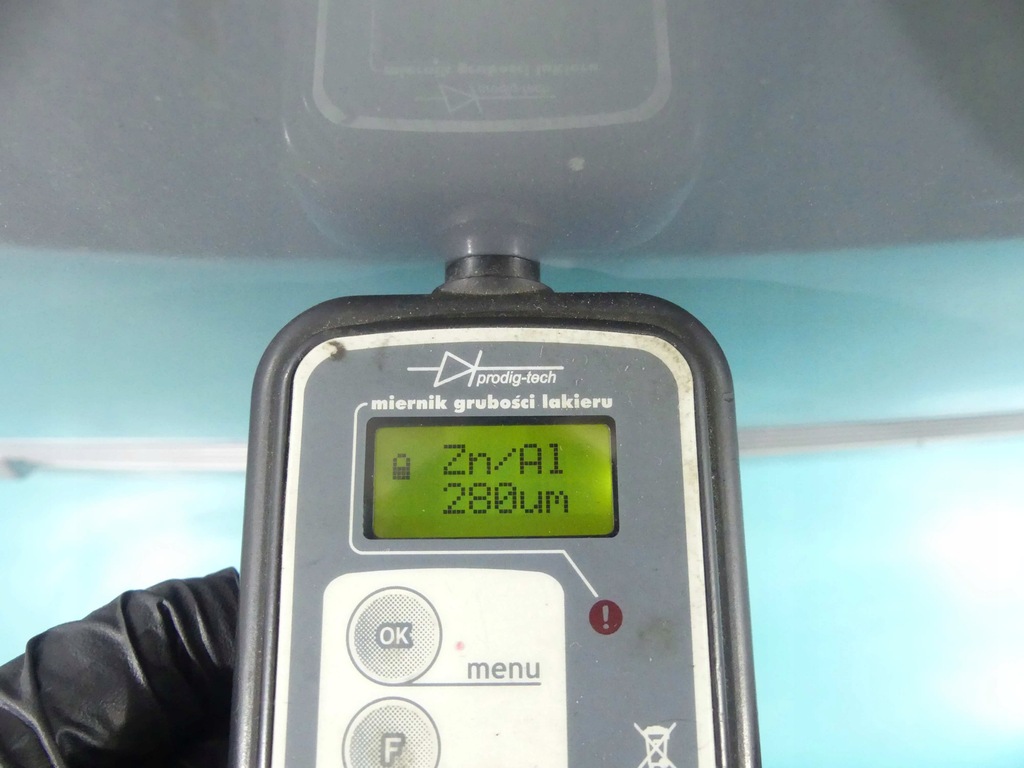 prodig-tech
miernik grubości lakieru
Zn/Al
280um
!
OK
menu
F